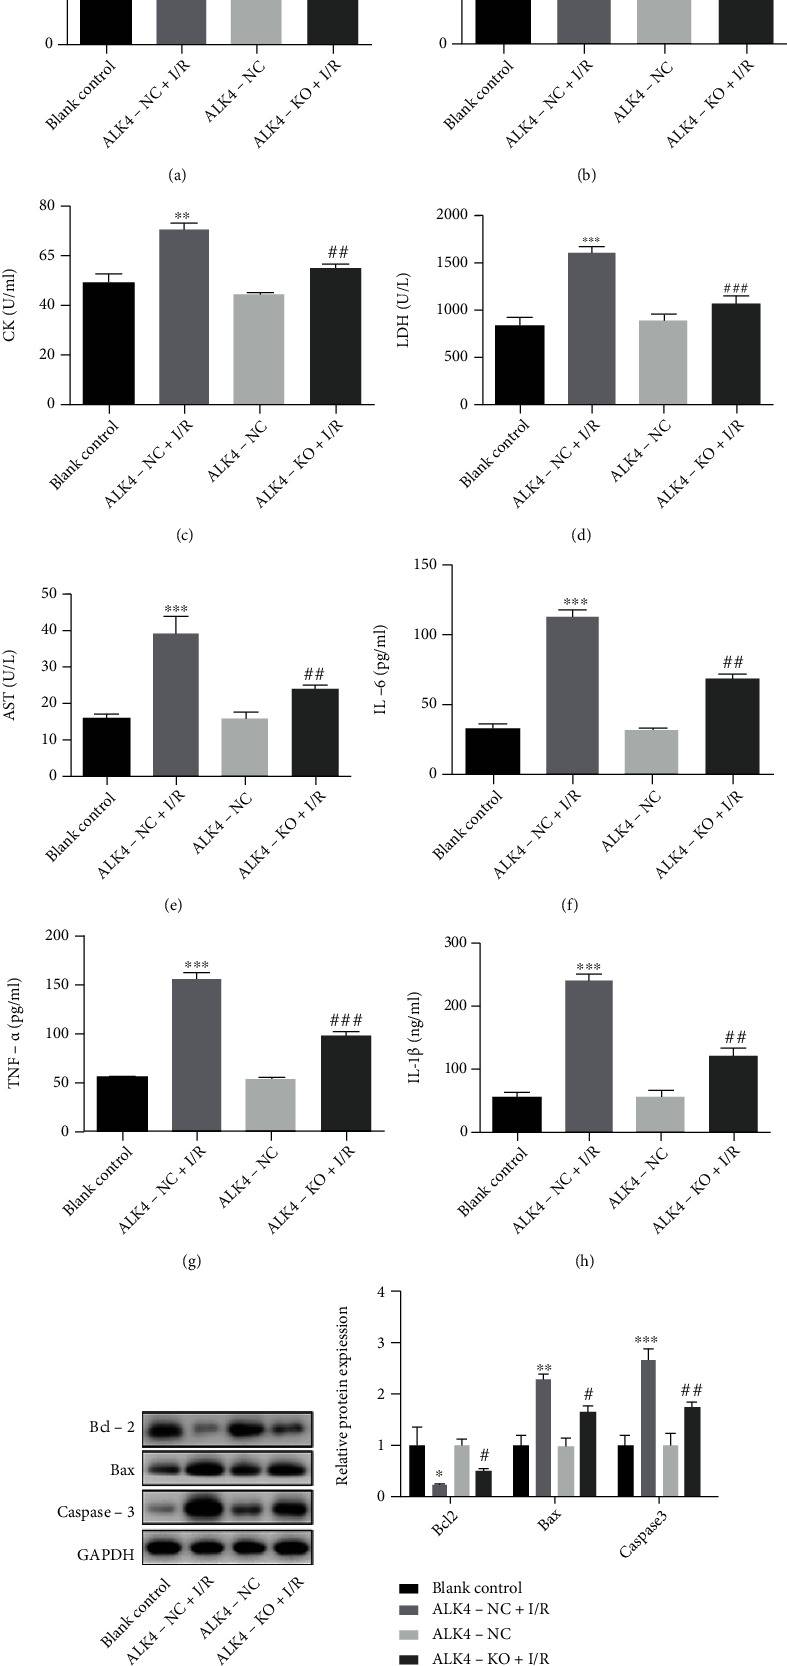 0
Blank control
ALK4 – NC + I/R
ALK4 – NC
ALK4 – KO + I/R
(a)
0
Blank control
ALK4 – NC + I/R
ALK4 – NC
ALK4 – KO + I/R
(b)
CK (U/ml)
80
65
40
20
0
**
##
Blank control
ALK4 – NC + I/R
ALK4 – NC
ALK4 – KO + I/R
(c)
LDH (U/L)
2000
1500
1000
500
0
***
###
Blank control
ALK4 – NC + I/R
ALK4 – NC
ALK4 – KO + I/R
(d)
AST (U/L)
50
40
30
20
10
0
***
##
Blank control
ALK4 – NC + I/R
ALK4 – NC
ALK4 – KO + I/R
(e)
IL –6 (pg/ml)
150
100
50
0
***
##
Blank control
ALK4 – NC + I/R
ALK4 – NC
ALK4 – KO + I/R
(f)
TNF – α (pg/ml)
200
150
100
50
0
***
###
Blank control
ALK4 – NC + I/R
ALK4 – NC
ALK4 – KO + I/R
(g)
IL-1β (ng/ml)
300
200
100
0
***
##
Blank control
ALK4 – NC + I/R
ALK4 – NC
ALK4 – KO + I/R
(h)
Bcl – 2
Bax
Caspase – 3
GAPDH
Blank control
ALK4 – NC + I/R
ALK4 – NC
ALK4 – KO + I/R
Relative protein expiession
4
3
2
1
0
*
#
**
#
***
##
Bcl2
Bax
Caspase3
Blank control
ALK4 – NC + I/R
ALK4 – NC
ALK4 – KO + I/R